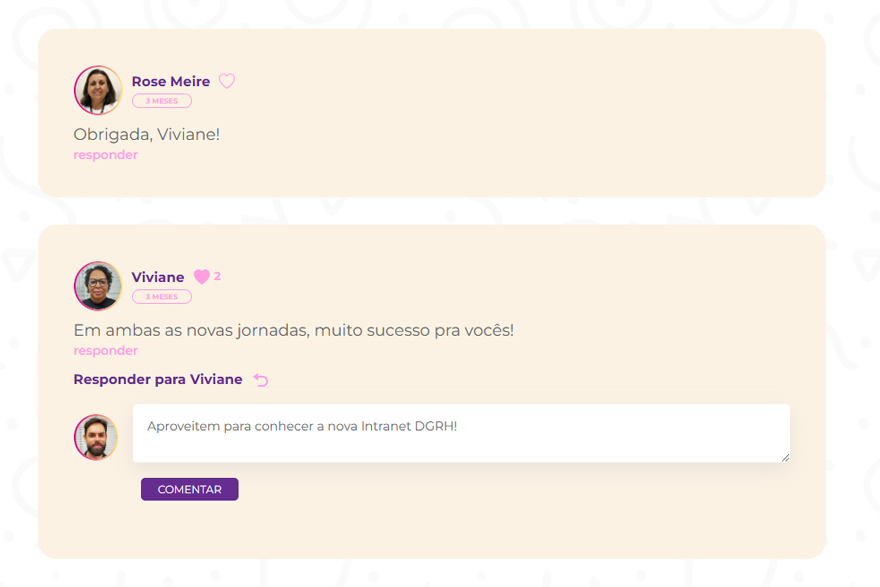 Rose Meire
3 MESES
Obrigada, Viviane!
responder
Viviane 2
3 MESES
Em ambas as novas jornadas, muito sucesso pra vocês!
responder
Responder para Viviane
Aproveitem para conhecer a nova Intranet DGRH!
COMENTAR